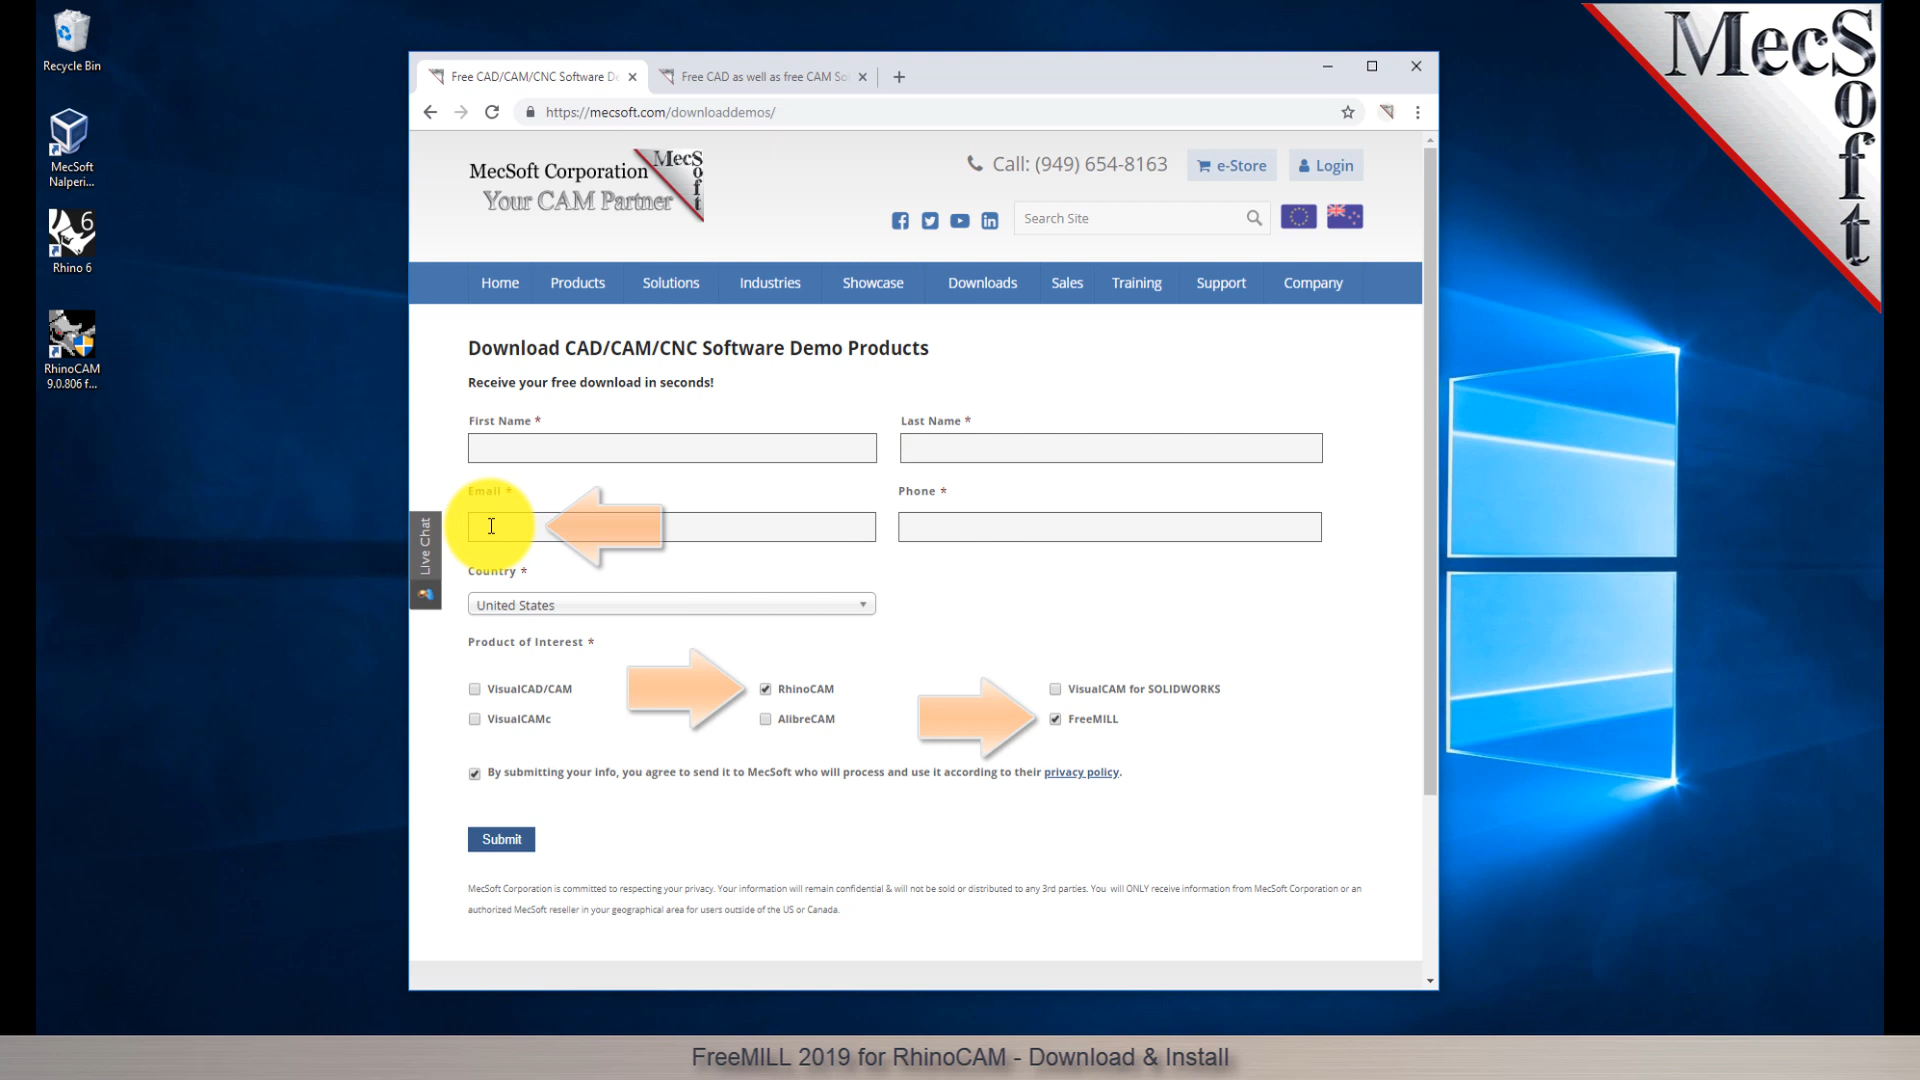 Recycle Bin
MecSoft
Nalperi...
6
Rhino 6
RhinoCAM
9.0.806 f...
MecSoft
Free CAD/CAM/CNC Software De
Free CAD as well as free CAM So
https://mecsoft.com/downloaddemos/
MecSoft Corporation
Your CAM Partner
MecSoft
Call: (949) 654-8163
e-Store
Login
Search Site
Home Products Solutions Industries Showcase Downloads Sales Training Support Company
Download CAD/CAM/CNC Software Demo Products
Receive your free download in seconds!
First Name * Last Name *
Email * Phone *
Live Chat
Country *
United States
Product of Interest *
VisualCAD/CAM RhinoCAM VisualCAM for SOLIDWORKS
VisualCAMc AlibreCAM FreeMILL
By submitting your info, you agree to send it to MecSoft who will process and use it according to their privacy policy.
Submit
MecSoft Corporation is committed to respecting your privacy. Your information will remain confidential & will not be sold or distributed to any 3rd parties. You will ONLY receive information from MecSoft Corporation or an
authorized MecSoft reseller in your geographical area for users outside of the US or Canada.
FreeMILL 2019 for RhinoCAM - Download & Install